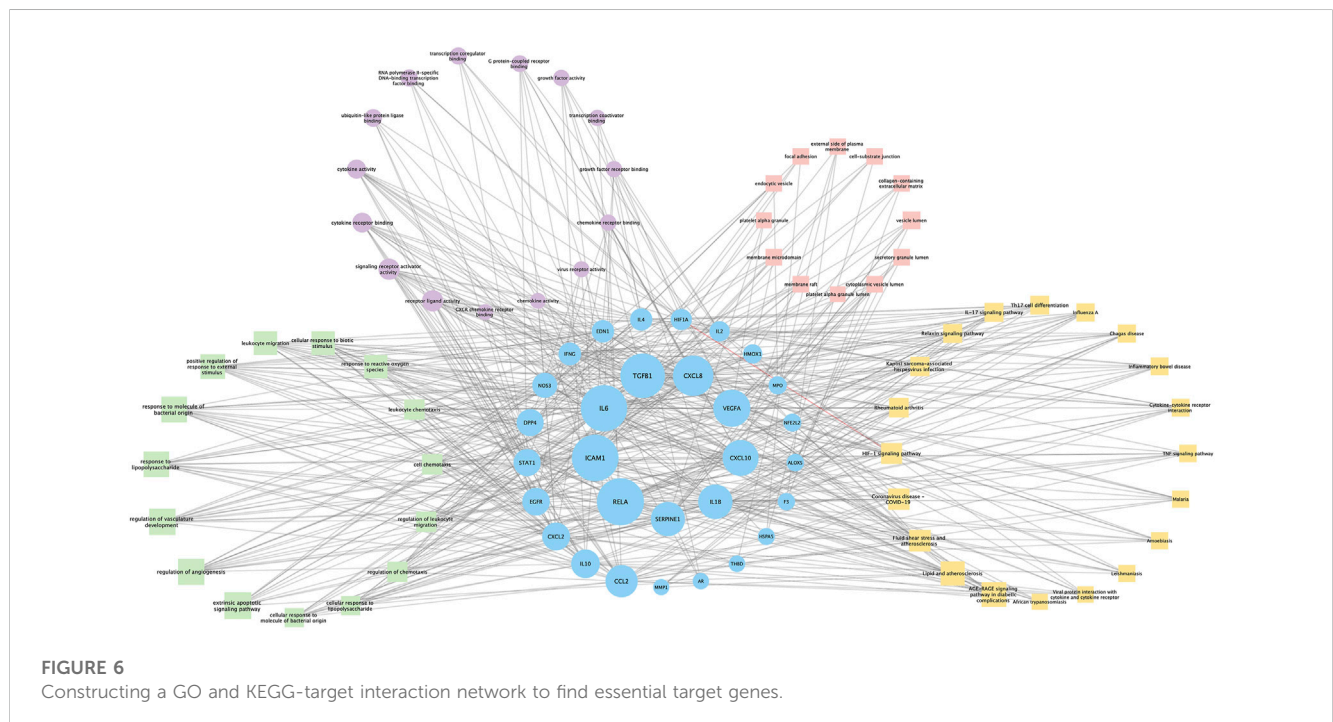 transcription coregulator
binding
G protein-coupled receptor
binding
RNA polymerase II-specific
DNA-binding transcription
factor binding
growth factor activity
ubiquitin-like protein ligase
binding
transcription coactivator
binding
cytokine activity
growth factor receptor binding
cytokine receptor binding
chemokine receptor binding
signaling receptor activator
activity
virus receptor activity
receptor ligand activity
CXCR chemokine receptor
binding
chemokine activity
external side of plasma
membrane
focal adhesion
cell-substrate junction
endocytic vesicle
collagen-containing
extracellular matrix
platelet alpha granule
vesicle lumen
membrane microdomain
secretory granule lumen
membrane raft
cytoplasmic vesicle lumen
platelet alpha granule lumen
leukocyte migration
cellular response to biotic
stimulus
positive regulation of
response to external
stimulus
response to reactive oxygen
species
response to molecule of
bacterial origin
leukocyte chemotaxis
response to
lipopolysaccharide
cell chemotaxis
regulation of vasculature
development
regulation of leukocyte
migration
regulation of angiogenesis
regulation of chemotaxis
extrinsic apoptotic
signaling pathway
cellular response to
molecule of bacterial origin
cellular response to
lipopolysaccharide
IL4
HIF1A
EDN1
IL2
IFNG
HMOX1
TGFB1
CXCL8
NOS3
MPO
IL6
VEGFA
DPP4
NFE2L2
ICAM1
CXCL10
STAT1
ALOX5
EGFR
RELA
IL1B
F3
SERPINE1
CXCL2
HSPA5
IL10
THBD
CCL2
MMP1
AR
Th17 cell differentiation
IL-17 signaling pathway
Influenza A
Relaxin signaling pathway
Chagas disease
Kaposi sarcoma-associated
herpesvirus infection
Inflammatory bowel disease
Rheumatoid arthritis
Cytokine-cytokine receptor
interaction
HIF-1 signaling pathway
TNF signaling pathway
Coronavirus disease -
COVID-19
Malaria
Fluid shear stress and
atherosclerosis
Amoebiasis
Lipid and atherosclerosis
Leishmaniasis
AGE-RAGE signaling
pathway in diabetic
complications
African trypanosomiasis
Viral protein interaction with
cytokine and cytokine receptor
FIGURE 6
Constructing a GO and KEGG-target interaction network to find essential target genes.